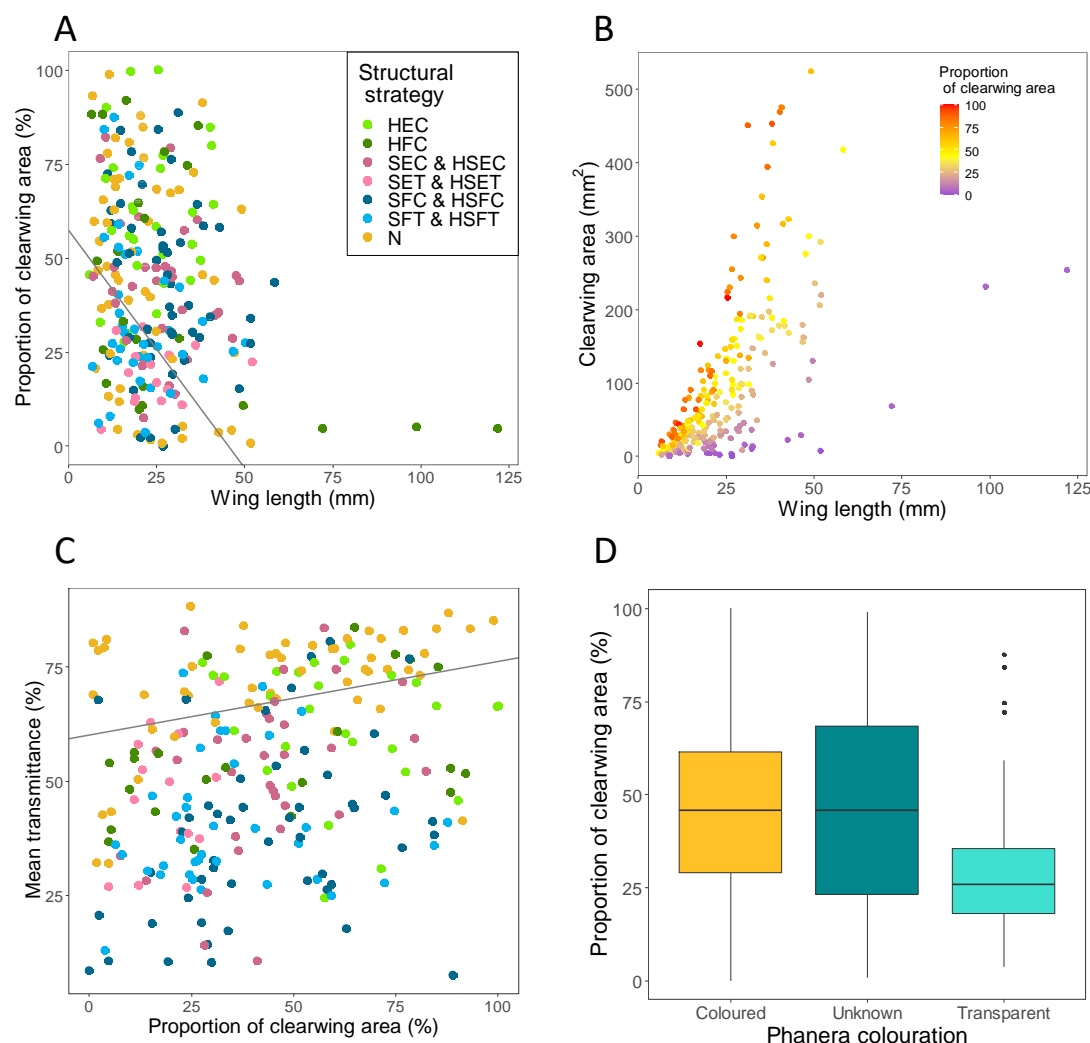 A
Proportion of clearwing area (%)
100
75
50
25
0
Structural
strategy
HEC
HFC
SEC & HSEC
SET & HSET
SFC & HSFC
SFT & HSFT
N
0 25 50 75 100 125
Wing length (mm)
B
Clearwing area (mm²)
500
400
300
200
100
0
Proportion
of clearwing area
100
75
50
25
0
0 25 50 75 100 125
Wing length (mm)
C
Mean transmittance (%)
75
50
25
0 25 50 75 100
Proportion of clearwing area (%)
D
Proportion of clearwing area (%)
100
75
50
25
0
Coloured Unknown Transparent
Phanera colouration